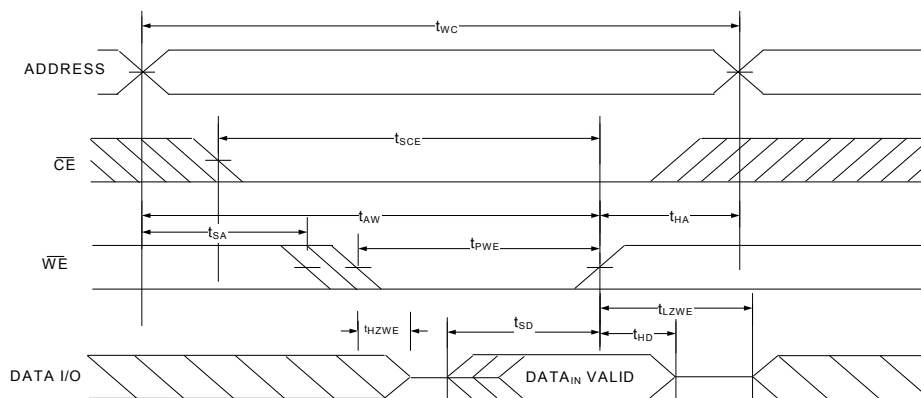 tWC
ADDRESS
tSCE
CE
tAW
tHA
tSA
tPWE
WE
tLZWE
tHZWE
tSD
tHD
DATA I/O
DATAIN VALID